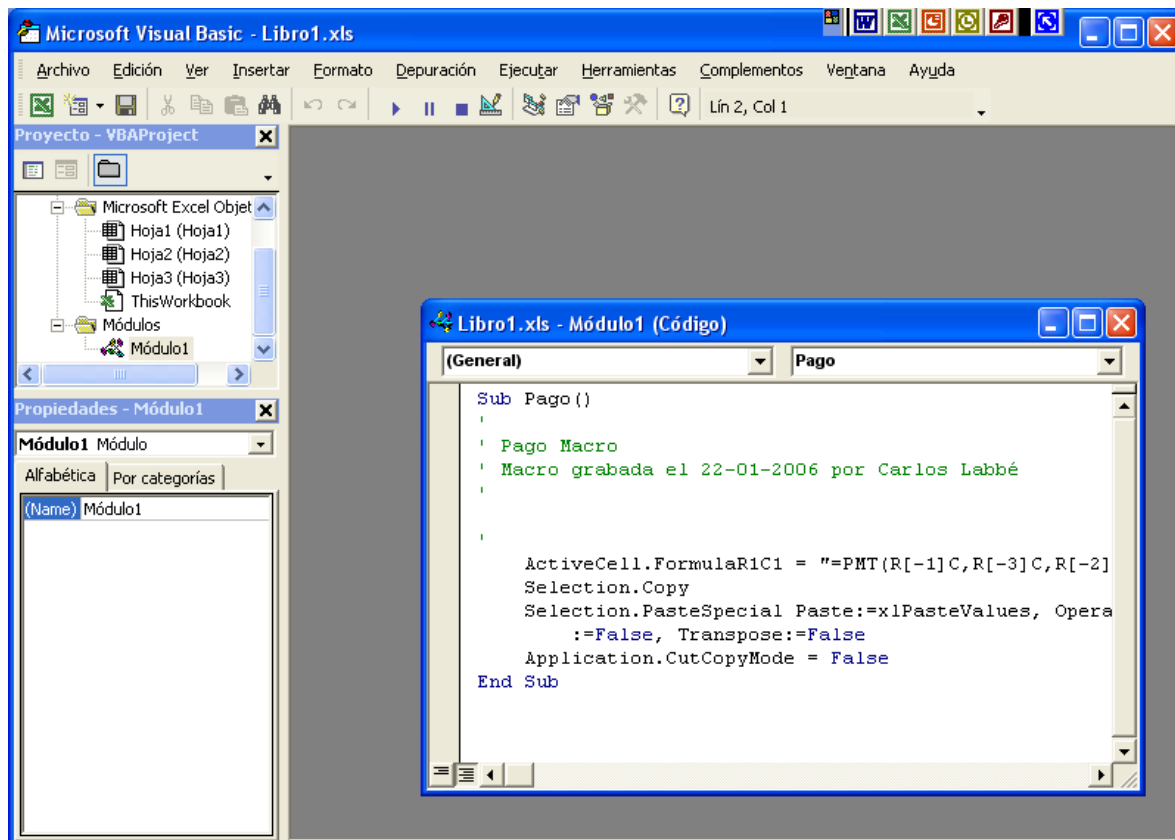 Microsoft Visual Basic - Libro1.xls
Archivo Edición Ver Insertar Formato Depuración Ejecutar Herramientas Complementos Ventana Ayuda
Lín 2, Col 1
Proyecto - VBAProject
Microsoft Excel Objet
Hoja1 (Hoja1)
Hoja2 (Hoja2)
Hoja3 (Hoja3)
ThisWorkbook
Módulos
Módulo1
Propiedades - Módulo1
Módulo1 Módulo
Alfabética Por categorías
(Name) Módulo1
Libro1.xls - Módulo1 (Código)
(General) Pago
Sub Pago()
'
' Pago Macro
' Macro grabada el 22-01-2006 por Carlos Labbé
'
'
ActiveCell.FormulaR1C1 = "=PMT(R[-1]C,R[-3]C,R[-2]
Selection.Copy
Selection.PasteSpecial Paste:=xlPasteValues, Opera
:=False, Transpose:=False
Application.CutCopyMode = False
End Sub